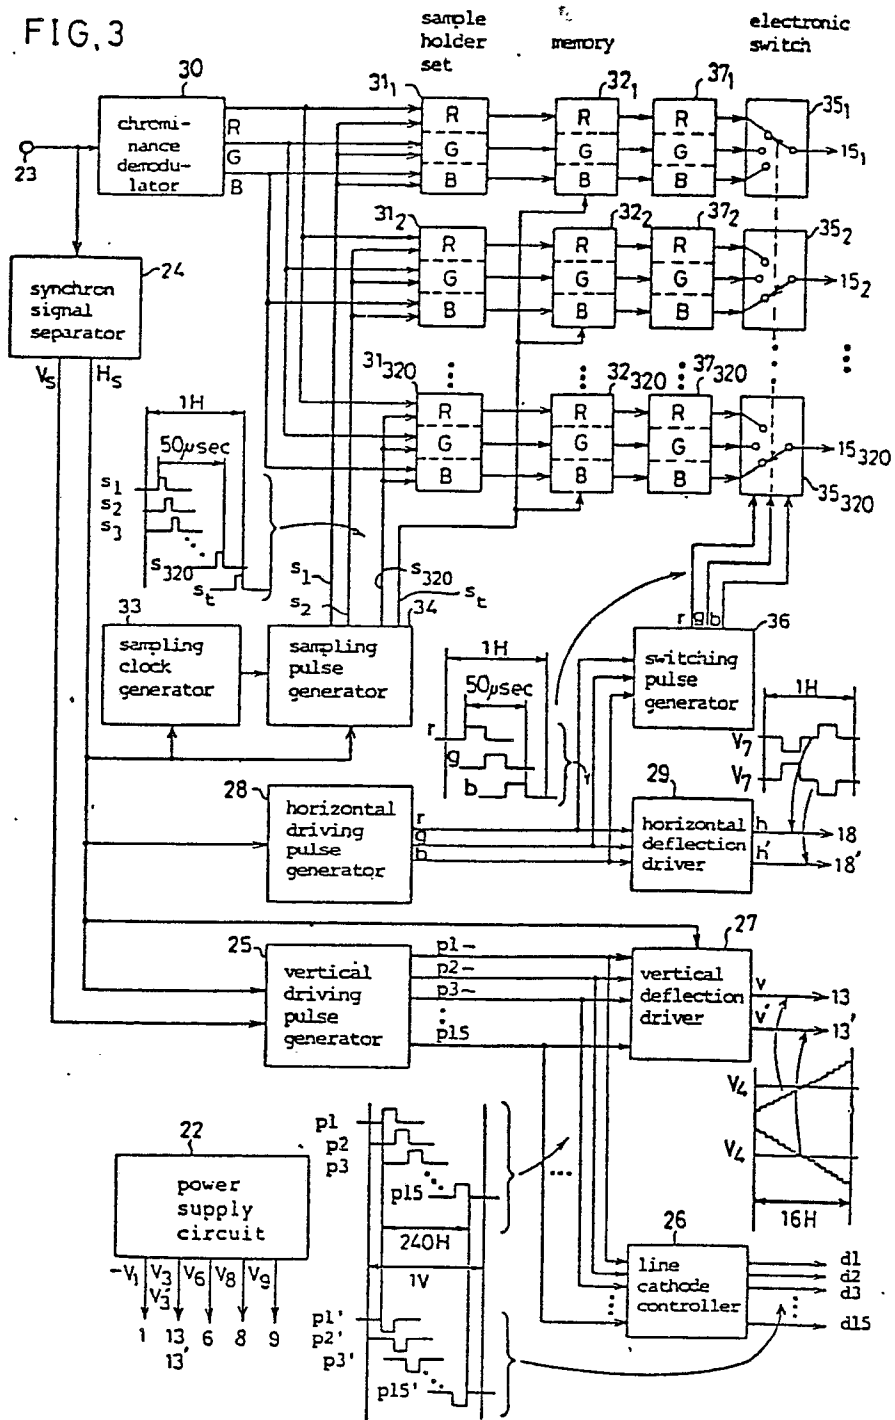 FIG.3
sample holder set
memory
electronic switch
30
chromi-
nance
demodu-
lator
R
G
B
23
31₁
R
G
B
32₁
R
G
B
37₁
R
G
B
35₁
15₁
31₂
R
G
B
32₂
R
G
B
37₂
R
G
B
35₂
15₂
31₃₂₀
R
G
B
32₃₂₀
R
G
B
37₃₂₀
R
G
B
15₃₂₀
35₃₂₀
24
synchron
signal
separator
Vs
Hs
1H
50μsec
s₁
s₂
s₃
s₃₂₀
st
s₁
s₂
s₃₂₀
st
33
sampling
clock
generator
34
sampling
pulse
generator
1H
50μsec
r
g
b
r g b
36
switching
pulse
generator
1H
V₇
V₇
28
horizontal
driving
pulse
generator
r
g
b
29
horizontal
deflection
driver
h
h'
18
18'
25
vertical
driving
pulse
generator
p1
p2
p3
p15
27
vertical
deflection
driver
v
v'
13
13'
V₄
V₄
16H
22
power
supply
circuit
-V₁ V₃ V₆ V₈ V₉
V₃'
1 13 6 8 9
13'
p1
p2
p3
p15
240H
1V
p1'
p2'
p3'
p15'
26
line
cathode
controller
d1
d2
d3
d15